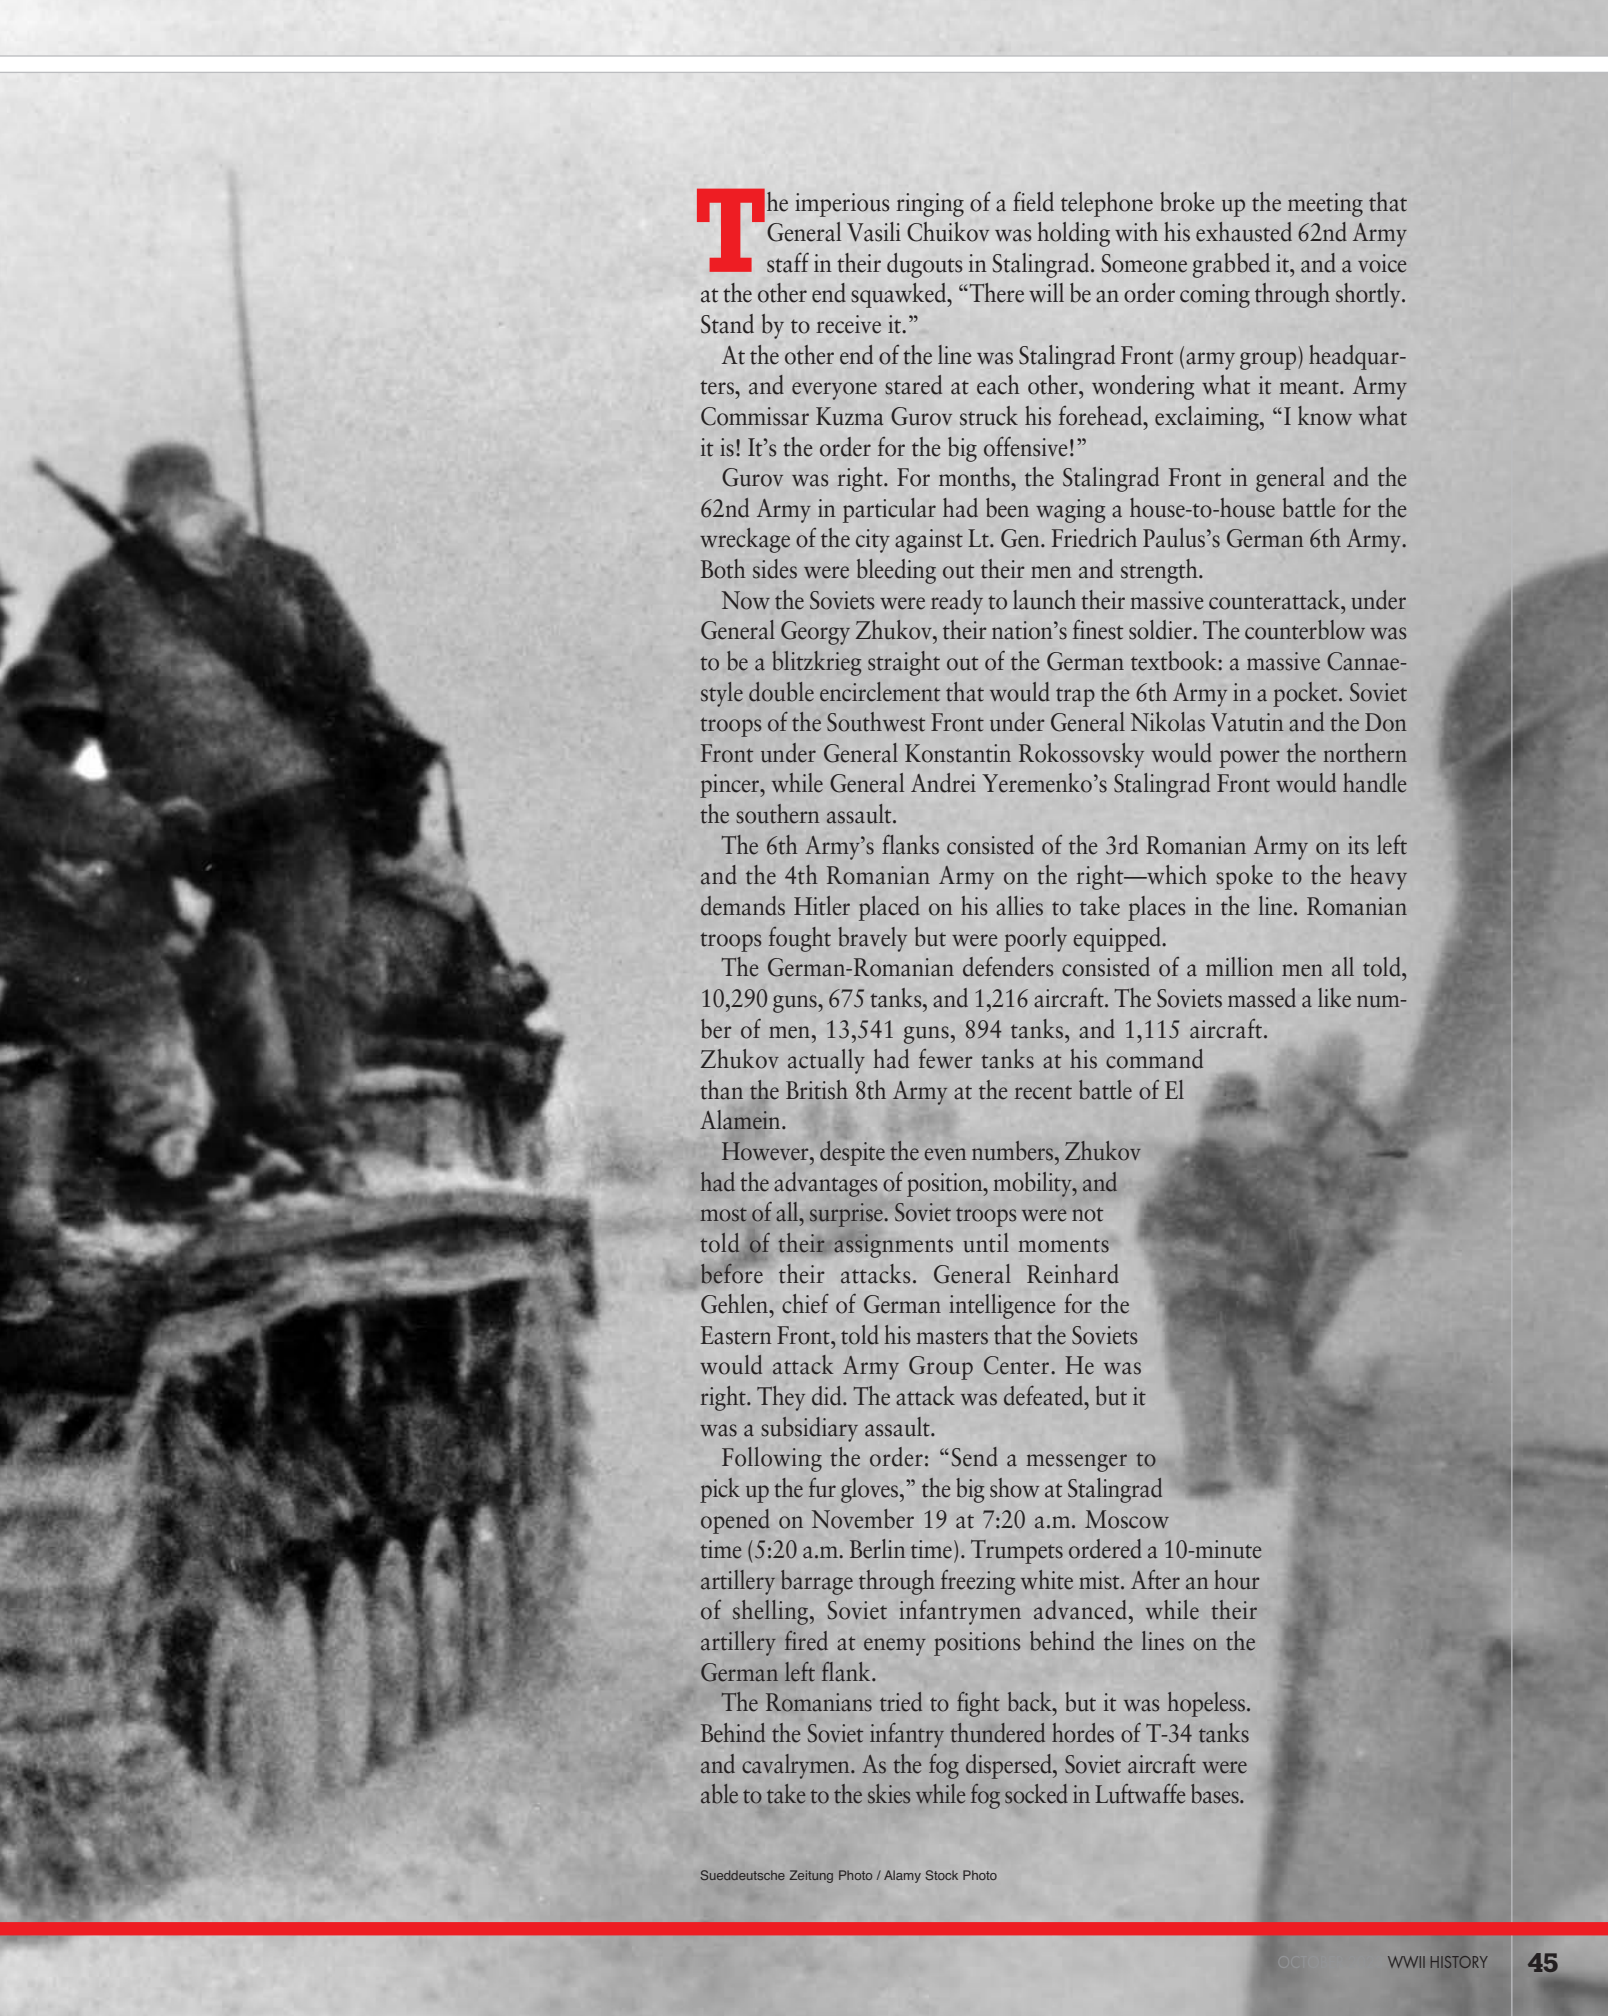 The imperious ringing of a field telephone broke up the meeting that
General Vasili Chuikov was holding with his exhausted 62nd Army
staff in their dugouts in Stalingrad. Someone grabbed it, and a voice
at the other end squawked, “There will be an order coming through shortly.
Stand by to receive it.”
At the other end of the line was Stalingrad Front (army group) headquar-
ters, and everyone stared at each other, wondering what it meant. Army
Commissar Kuzma Gurov struck his forehead, exclaiming, “I know what
it is! It’s the order for the big offensive!”
Gurov was right. For months, the Stalingrad Front in general and the
62nd Army in particular had been waging a house-to-house battle for the
wreckage of the city against Lt. Gen. Friedrich Paulus’s German 6th Army.
Both sides were bleeding out their men and strength.
Now the Soviets were ready to launch their massive counterattack, under
General Georgy Zhukov, their nation’s finest soldier. The counterblow was
to be a blitzkrieg straight out of the German textbook: a massive Cannae-
style double encirclement that would trap the 6th Army in a pocket. Soviet
troops of the Southwest Front under General Nikolas Vatutin and the Don
Front under General Konstantin Rokossovsky would power the northern
pincer, while General Andrei Yeremenko’s Stalingrad Front would handle
the southern assault.
The 6th Army’s flanks consisted of the 3rd Romanian Army on its left
and the 4th Romanian Army on the right—which spoke to the heavy
demands Hitler placed on his allies to take places in the line. Romanian
troops fought bravely but were poorly equipped.
The German-Romanian defenders consisted of a million men all told,
10,290 guns, 675 tanks, and 1,216 aircraft. The Soviets massed a like num-
ber of men, 13,541 guns, 894 tanks, and 1,115 aircraft.
Zhukov actually had fewer tanks at his command
than the British 8th Army at the recent battle of El
Alamein.
However, despite the even numbers, Zhukov
had the advantages of position, mobility, and
most of all, surprise. Soviet troops were not
told of their assignments until moments
before their attacks. General Reinhard
Gehlen, chief of German intelligence for the
Eastern Front, told his masters that the Soviets
would attack Army Group Center. He was
right. They did. The attack was defeated, but it
was a subsidiary assault.
Following the order: “Send a messenger to
pick up the fur gloves,” the big show at Stalingrad
opened on November 19 at 7:20 a.m. Moscow
time (5:20 a.m. Berlin time). Trumpets ordered a 10-minute
artillery barrage through freezing white mist. After an hour
of shelling, Soviet infantrymen advanced, while their
artillery fired at enemy positions behind the lines on the
German left flank.
The Romanians tried to fight back, but it was hopeless.
Behind the Soviet infantry thundered hordes of T-34 tanks
and cavalrymen. As the fog dispersed, Soviet aircraft were
able to take to the skies while fog socked in Luftwaffe bases.
Sueddeutsche Zeitung Photo / Alamy Stock Photo
WWII HISTORY 45